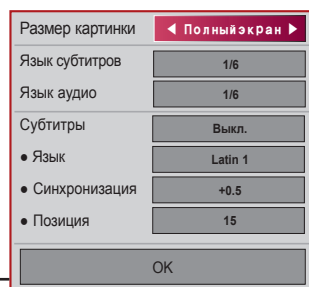 Размер картинки ◄ Полный экран ►
Язык субтитров 1/6
Язык аудио 1/6
Субтитры Выкл.
● Язык Latin 1
● Синхронизация +0.5
● Позиция 15
OK